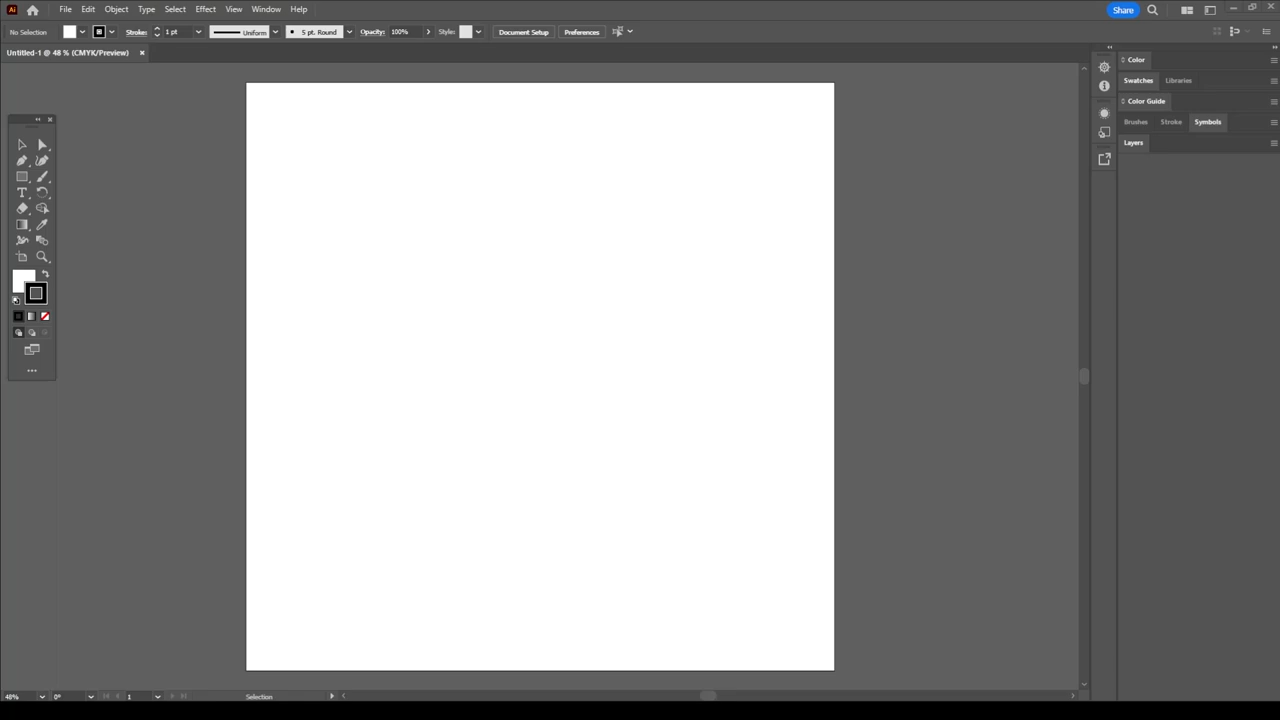 Ai File Edit Object Type Select Effect View Window Help Share
No Selection Stroke: 1 pt Uniform 5 pt. Round Opacity: 100% Style: Document Setup Preferences
Untitled-1 @ 48 % (CMYK/Preview)
Color
Swatches Libraries
Color Guide
Brushes Stroke Symbols
Layers
48% 0° 1 Selection